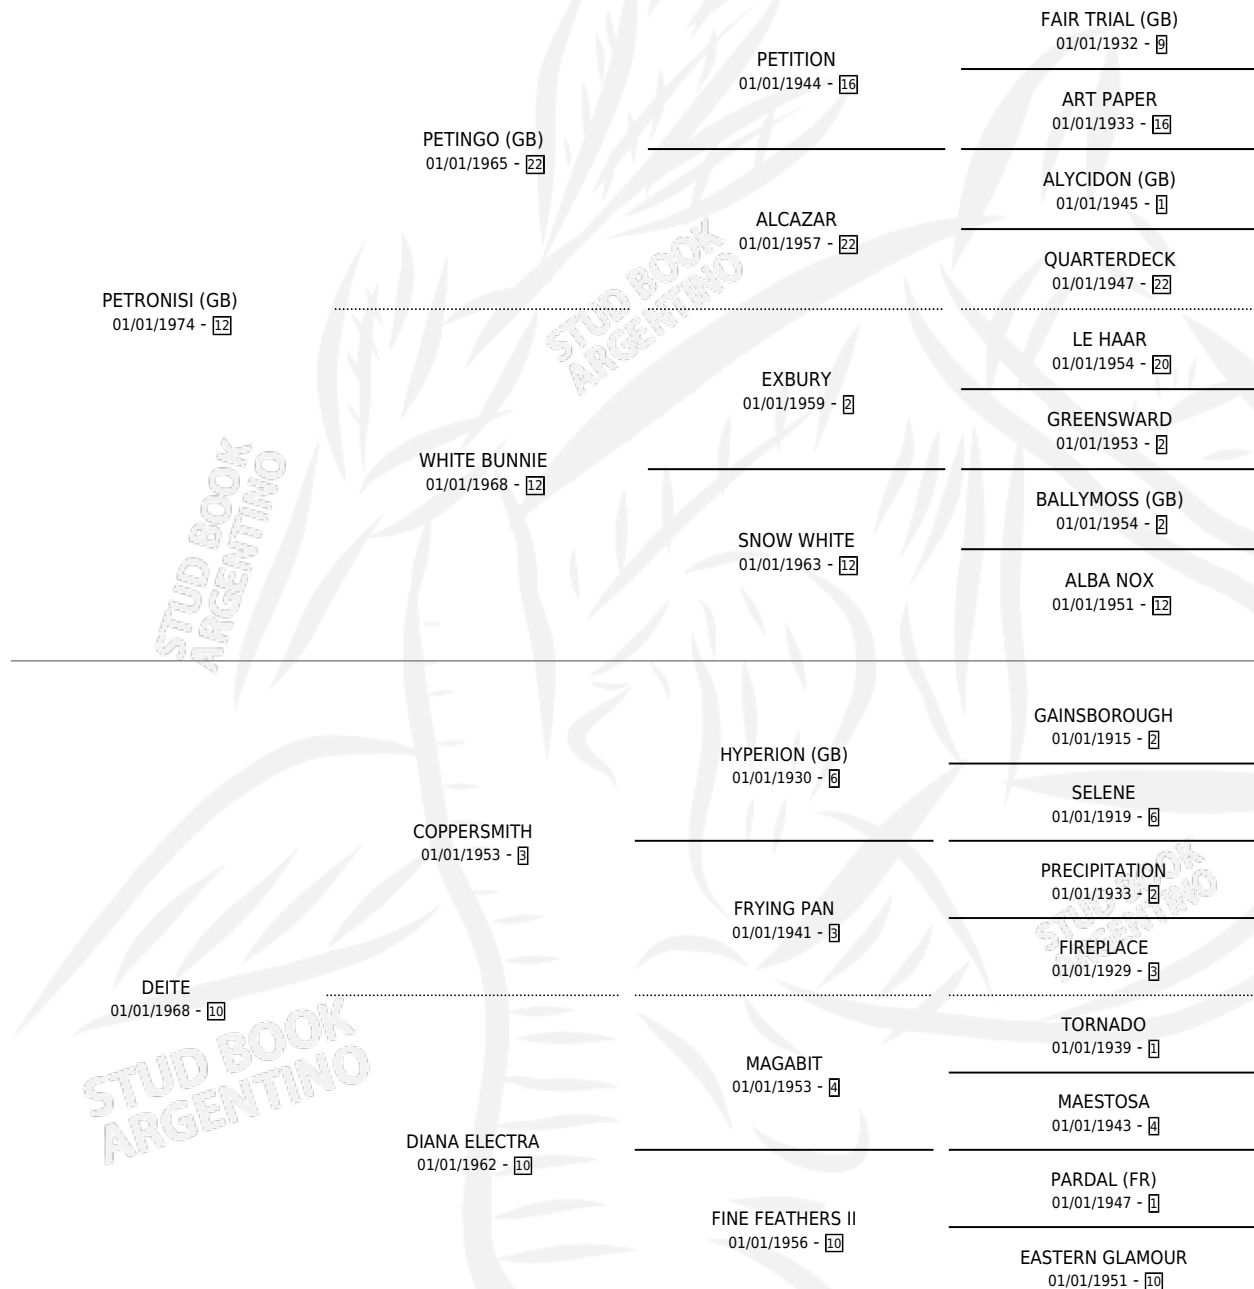 FAIR TRIAL (GB)
01/01/1932 - 9
PETITION
01/01/1944 - 16
ART PAPER
01/01/1933 - 16
PETINGO (GB)
01/01/1965 - 22
ALYCIDON (GB)
01/01/1945 - 1
ALCAZAR
01/01/1957 - 22
QUARTERDECK
01/01/1947 - 22
PETRONISI (GB)
01/01/1974 - 12
LE HAAR
01/01/1954 - 20
EXBURY
01/01/1959 - 2
GREENSWARD
01/01/1953 - 2
WHITE BUNNIE
01/01/1968 - 12
BALLYMOSS (GB)
01/01/1954 - 2
SNOW WHITE
01/01/1963 - 12
ALBA NOX
01/01/1951 - 12
GAINSBOROUGH
01/01/1915 - 2
HYPERION (GB)
01/01/1930 - 6
SELENE
01/01/1919 - 6
COPPERSMITH
01/01/1953 - 3
PRECIPITATION
01/01/1933 - 2
FRYING PAN
01/01/1941 - 3
FIREPLACE
01/01/1929 - 3
DEITE
01/01/1968 - 10
TORNADO
01/01/1939 - 1
MAGABIT
01/01/1953 - 4
MAESTOSA
01/01/1943 - 4
DIANA ELECTRA
01/01/1962 - 10
PARDAL (FR)
01/01/1947 - 1
FINE FEATHERS II
01/01/1956 - 10
EASTERN GLAMOUR
01/01/1951 - 10
STUD BOOK
ARGENTINO
STUD BOOK
ARGENTINO
STUD BOOK
ARGENTINO
STUD BOOK
ARGENTINO